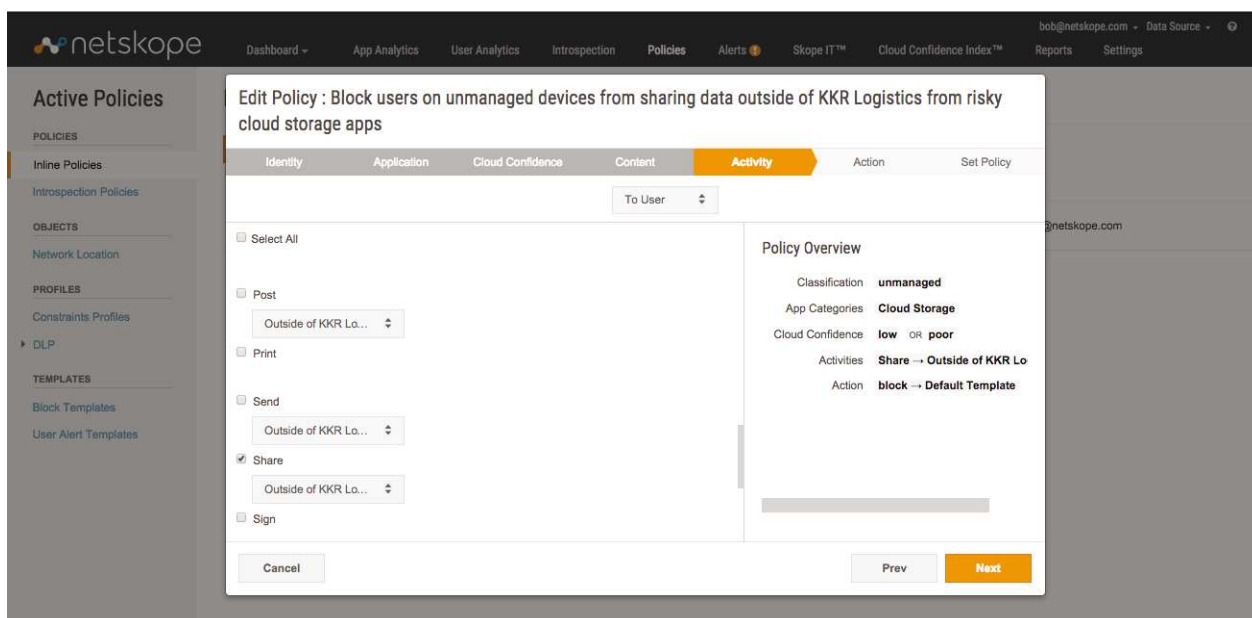 bob@netskope.com Data Source
netskope
Dashboard App Analytics User Analytics Introspection Policies Alerts Skope IT™ Cloud Confidence Index™ Reports Settings
Active Policies
POLICIES
Inline Policies
Introspection Policies
OBJECTS
Network Location
PROFILES
Constraints Profiles
DLP
TEMPLATES
Block Templates
User Alert Templates
Edit Policy : Block users on unmanaged devices from sharing data outside of KKR Logistics from risky
cloud storage apps
Identity Application Cloud Confidence Content Activity Action Set Policy
To User
Select All
Post
Outside of KKR Lo...
Print
Send
Outside of KKR Lo...
Share
Outside of KKR Lo...
Sign
Policy Overview
Classification unmanaged
App Categories Cloud Storage
Cloud Confidence low OR poor
Activities Share → Outside of KKR Lo
Action block → Default Template
@netskope.com
Cancel Prev Next